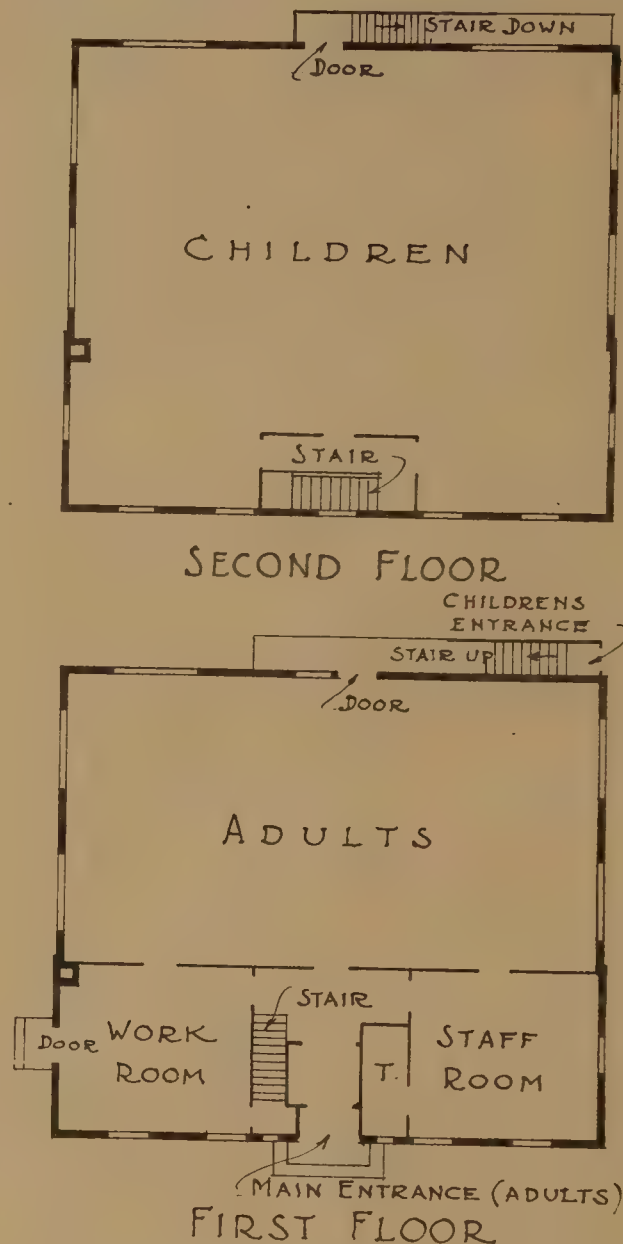 STAIR DOWN
DOOR
CHILDREN
STAIR
SECOND FLOOR
CHILDRENS
ENTRANCE
STAIR UP
DOOR
ADULTS
STAIR
DOOR
WORK
ROOM
T.
STAFF
ROOM
MAIN ENTRANCE (ADULTS)
FIRST FLOOR